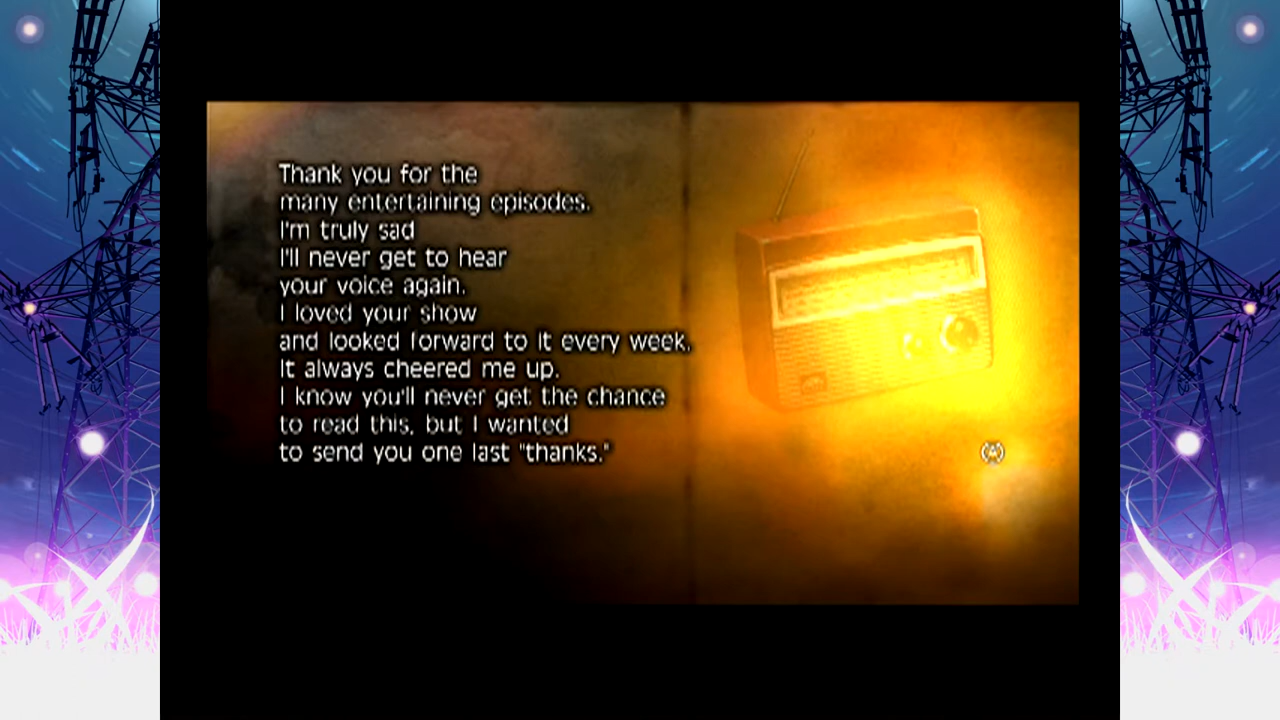 Thank you for the
many entertaining episodes.
I'm truly sad
I'll never get to hear
your voice again.
I loved your show
and looked forward to it every week.
It always cheered me up.
I know you'll never get the chance
to read this, but I wanted
to send you one last "thanks."
(A)